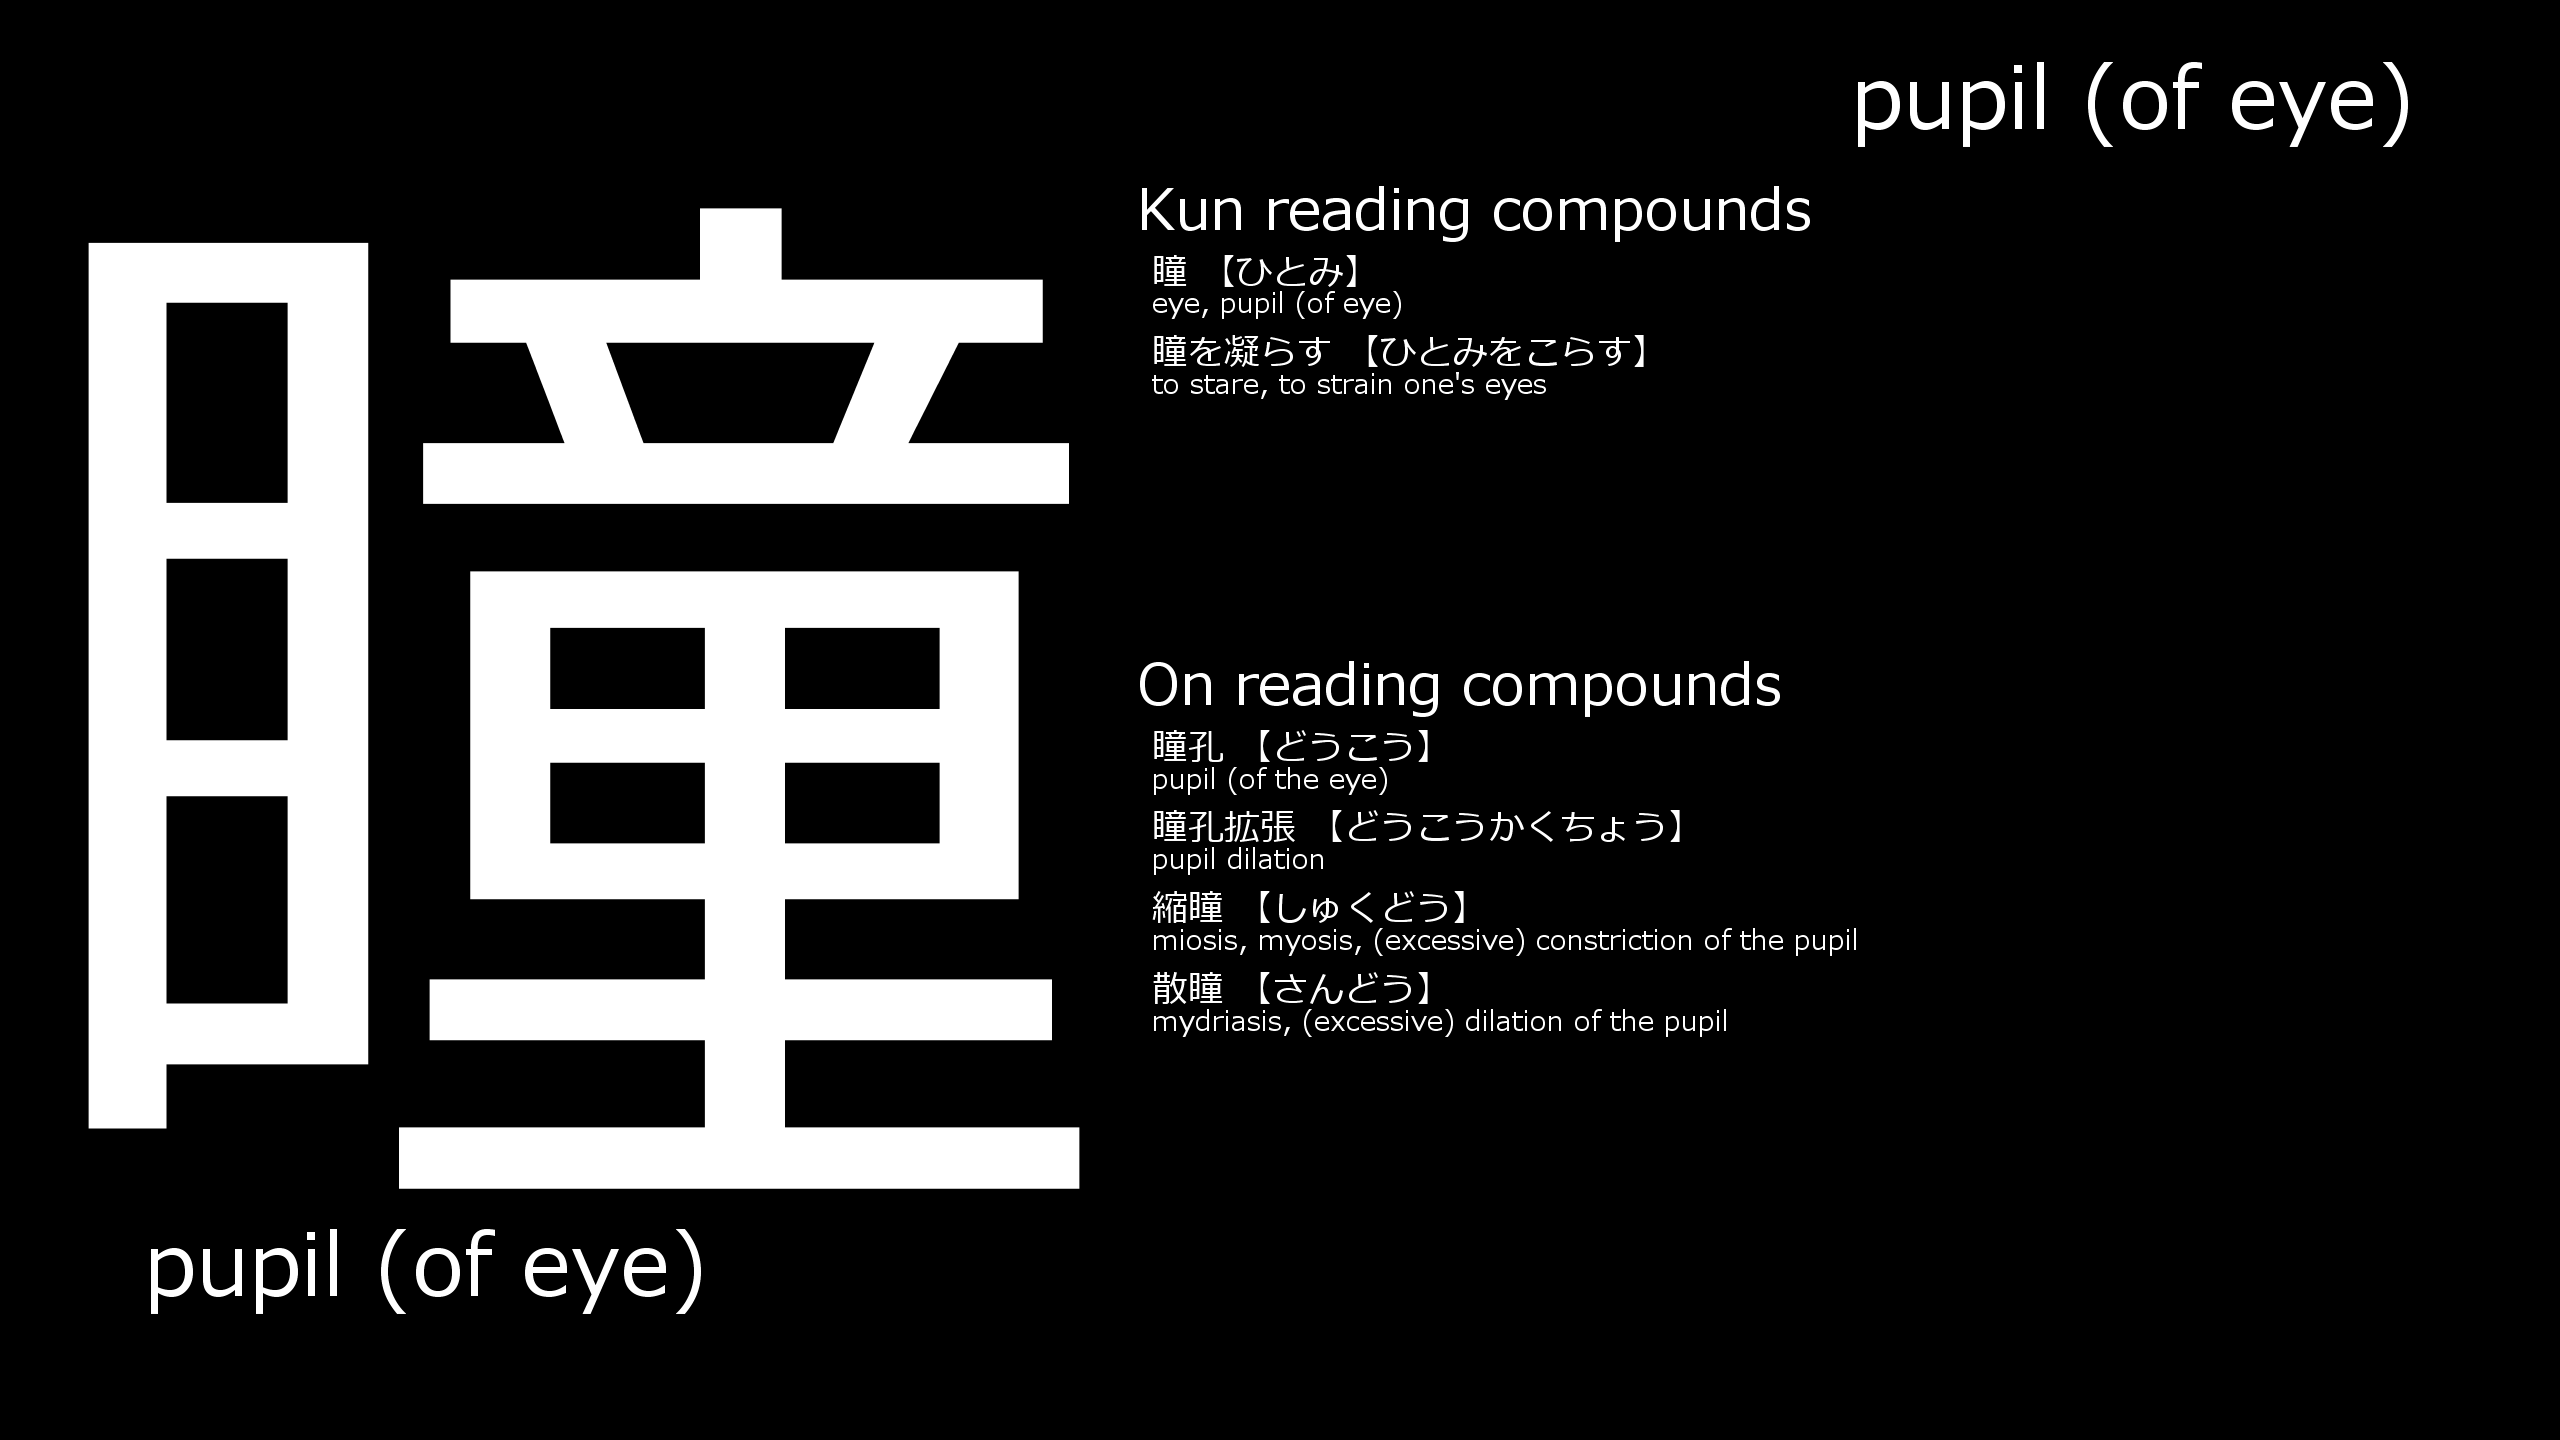 pupil (of eye)
瞳
Kun reading compounds
瞳 【ひとみ】
eye, pupil (of eye)
瞳を凝らす 【ひとみをこらす】
to stare, to strain one's eyes
On reading compounds
瞳孔 【どうこう】
pupil (of the eye)
瞳孔拡張 【どうこうかくちょう】
pupil dilation
縮瞳 【しゅくどう】
miosis, myosis, (excessive) constriction of the pupil
散瞳 【さんどう】
mydriasis, (excessive) dilation of the pupil
pupil (of eye)